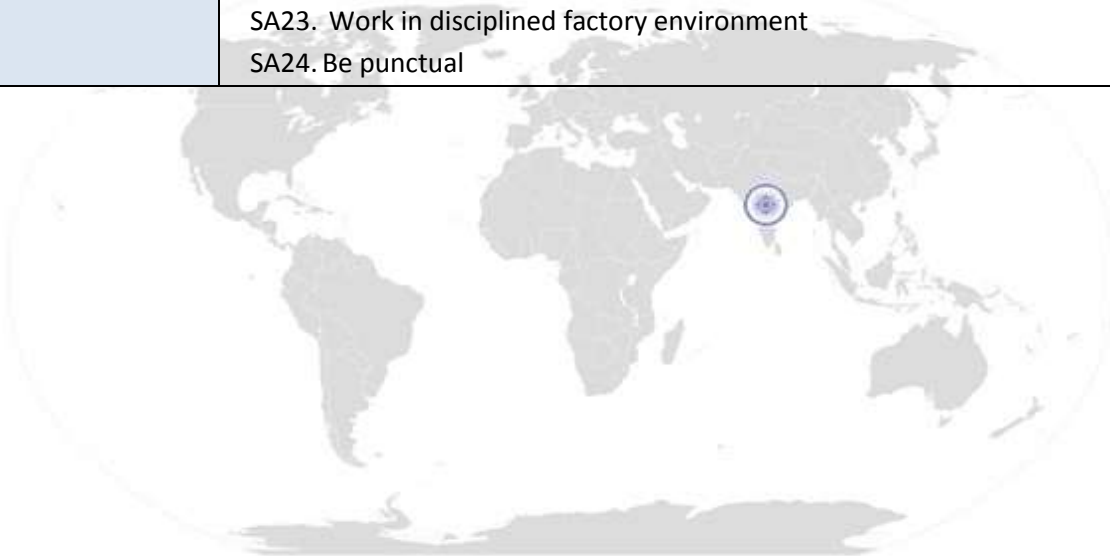 SA23. Work in disciplined factory environment
SA24. Be punctual